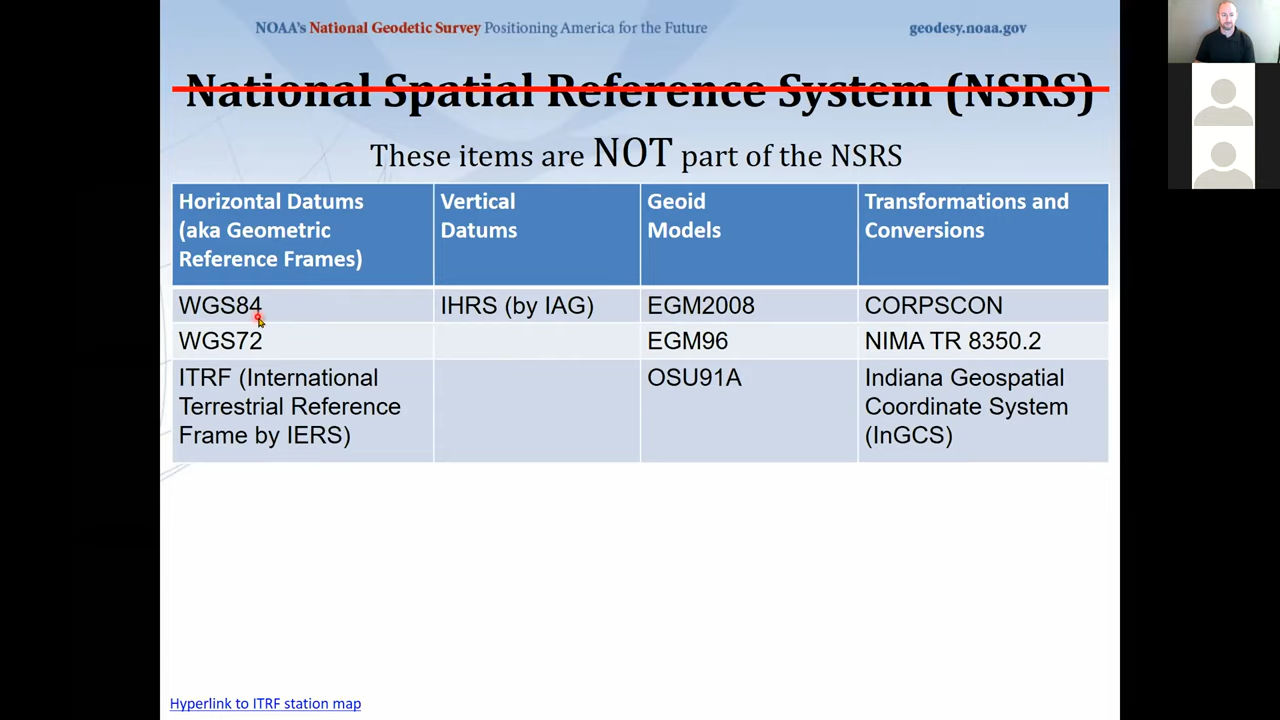 NOAA's National Geodetic Survey Positioning America for the Future
geodesy.noaa.gov
National Spatial Reference System (NSRS)
These items are NOT part of the NSRS
Horizontal Datums
(aka Geometric
Reference Frames)
Vertical
Datums
Geoid
Models
Transformations and
Conversions
WGS84
IHRS (by IAG)
EGM2008
CORPSCON
WGS72
EGM96
NIMA TR 8350.2
ITRF (International
Terrestrial Reference
Frame by IERS)
OSU91A
Indiana Geospatial
Coordinate System
(InGCS)
Hyperlink to ITRF station map